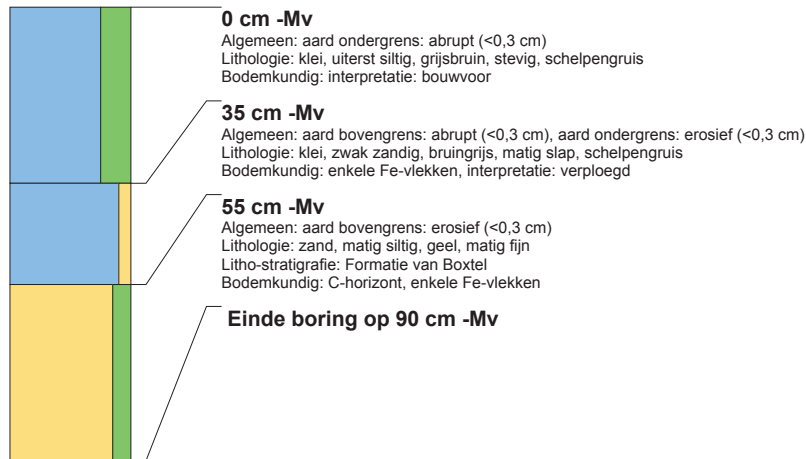 0 cm -Mv
Algemeen: aard ondergrens: abrupt (<0,3 cm)
Lithologie: klei, uiterst siltig, grijsbruin, stevig, schelpengruis
Bodemkundig: interpretatie: bouwvoor
35 cm -Mv
Algemeen: aard bovengrens: abrupt (<0,3 cm), aard ondergrens: erosief (<0,3 cm)
Lithologie: klei, zwak zandig, bruingrijs, matig slap, schelpengruis
Bodemkundig: enkele Fe-vlekken, interpretatie: verploegd
55 cm -Mv
Algemeen: aard bovengrens: erosief (<0,3 cm)
Lithologie: zand, matig siltig, geel, matig fijn
Litho-stratigrafie: Formatie van Boxtel
Bodemkundig: C-horizont, enkele Fe-vlekken
Einde boring op 90 cm -Mv